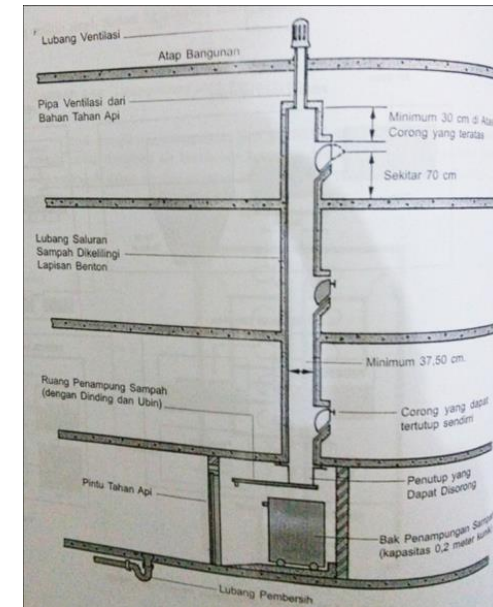 Lubang Ventilasi
Atap Bangunan
Pipa Ventilasi dari
Bahan Tahan Api
Minimum 30 cm di Atas
Corong yang teratas
Sekitar 70 cm
Lubang Saluran
Sampah Dikelilingi
Lapisan Benton
Minimum 37,50 cm.
Ruang Penampung Sampah
(dengan Dinding dan Ubin)
Corong yang dapat
tertutup sendiri
Pintu Tahan Api
Penutup yang
Dapat Disorong
Bak Penampungan Sampah
(kapasitas 0,2 meter kubik)
Lubang Pembersih